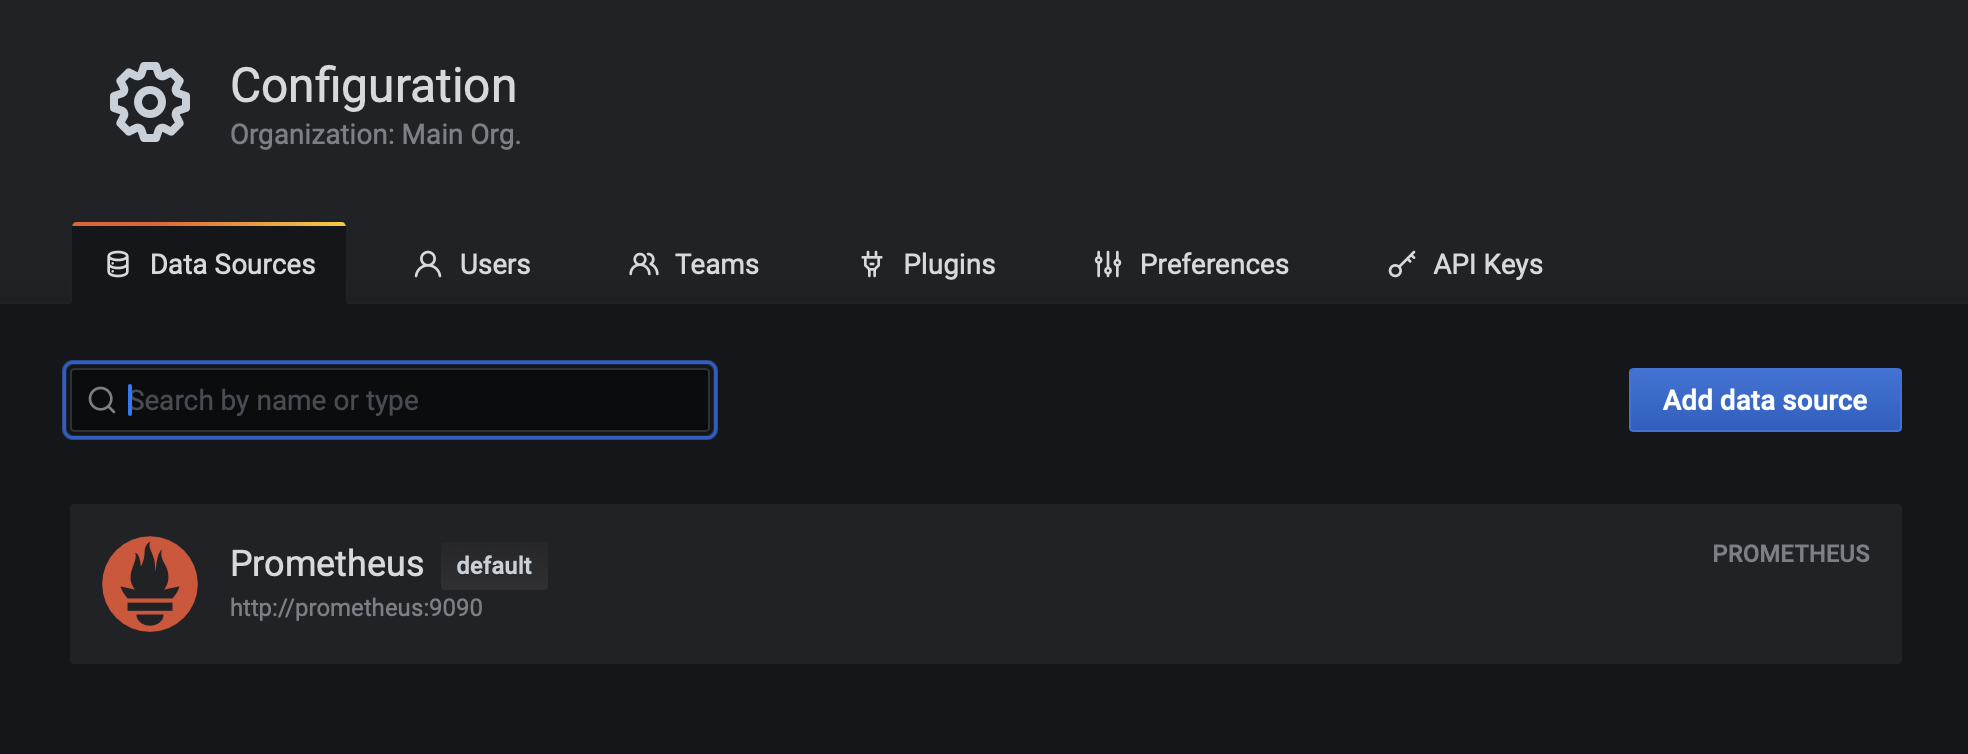 Configuration
Organization: Main Org.
Data Sources
Users
Teams
Plugins
Preferences
API Keys
Search by name or type
Add data source
Prometheus
default
PROMETHEUS
http://prometheus:9090